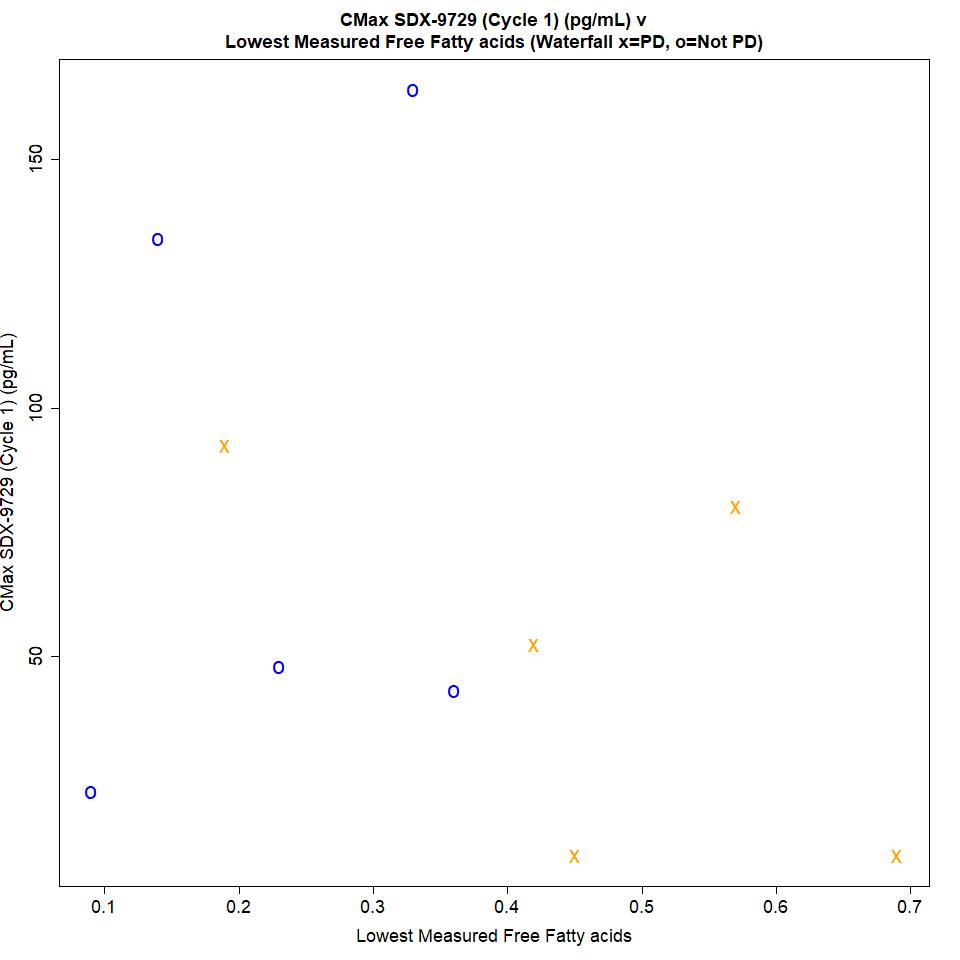 CMax SDX-9729 (Cycle 1) (pg/mL) v
Lowest Measured Free Fatty acids (Waterfall x=PD, o=Not PD)
CMax SDX-9729 (Cycle 1) (pg/mL)
150
100
50
o
o
x
x
x
o
o
o
x
x
0.1 0.2 0.3 0.4 0.5 0.6 0.7
Lowest Measured Free Fatty acids